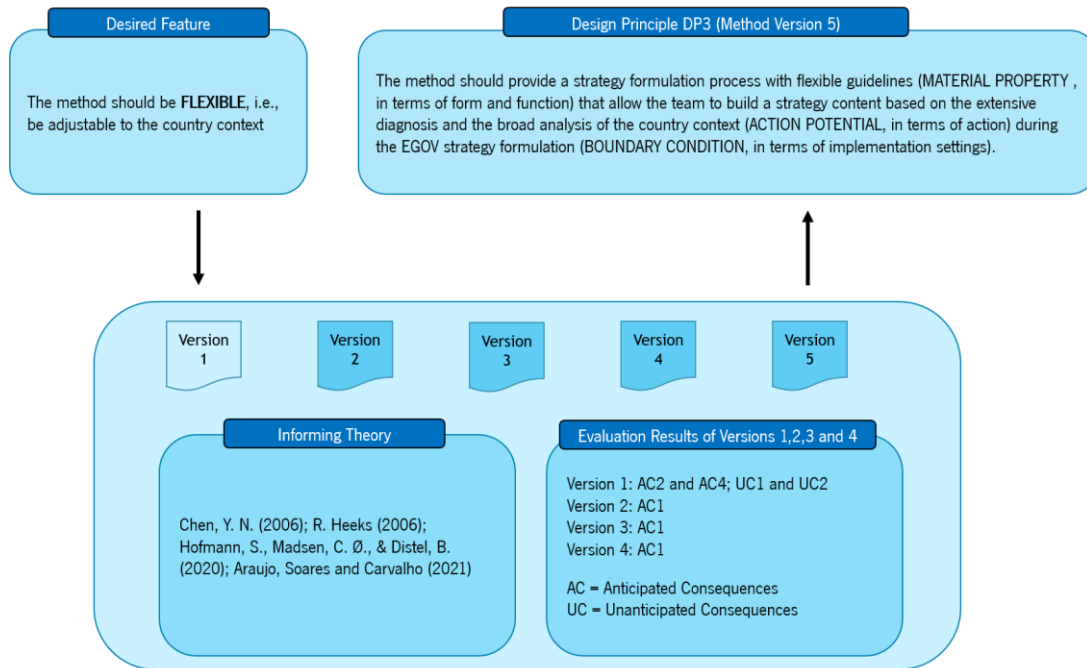 Desired Feature
The method should be FLEXIBLE, i.e.,
be adjustable to the country context
Design Principle DP3 (Method Version 5)
The method should provide a strategy formulation process with flexible guidelines (MATERIAL PROPERTY ,
in terms of form and function) that allow the team to build a strategy content based on the extensive
diagnosis and the broad analysis of the country context (ACTION POTENTIAL, in terms of action) during
the EGOV strategy formulation (BOUNDARY CONDITION, in terms of implementation settings).
Version
1
Version
2
Version
3
Version
4
Version
5
Informing Theory
Chen, Y. N. (2006); R. Heeks (2006);
Hofmann, S., Madsen, C. Ø., & Distel, B.
(2020); Araujo, Soares and Carvalho (2021)
Evaluation Results of Versions 1,2,3 and 4
Version 1: AC2 and AC4; UC1 and UC2
Version 2: AC1
Version 3: AC1
Version 4: AC1
AC = Anticipated Consequences
UC = Unanticipated Consequences